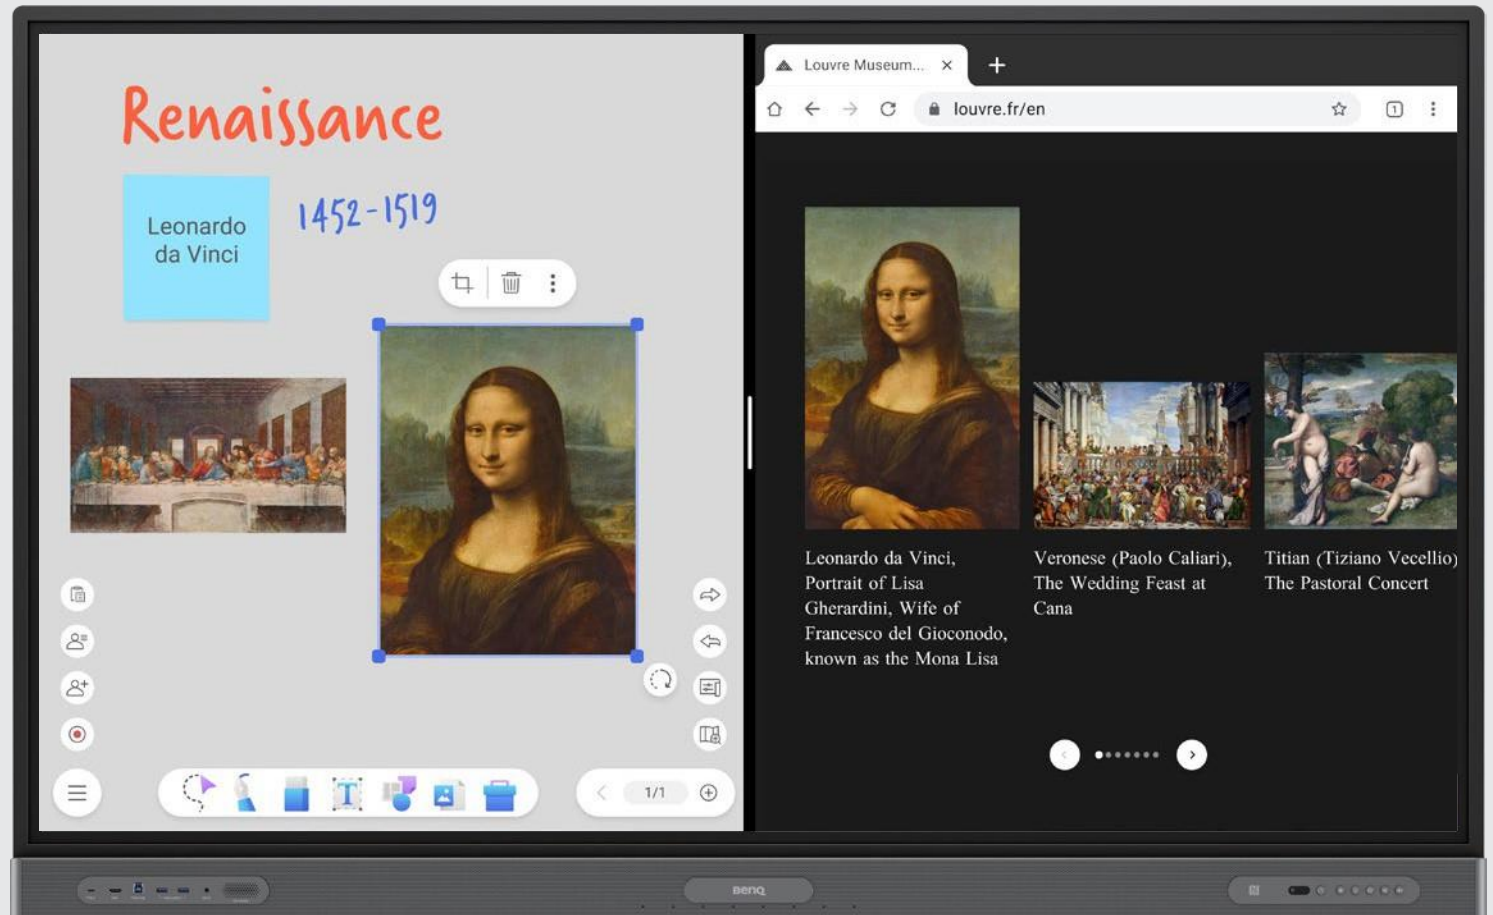 Renaissance
Leonardo
da Vinci
1452-1519
1/1
Louvre Museum...
louvre.fr/en
1
Leonardo da Vinci,
Portrait of Lisa
Gherardini, Wife of
Francesco del Gioconodo,
known as the Mona Lisa
Veronese (Paolo Caliari),
The Wedding Feast at
Cana
Titian (Tiziano Vecellio)
The Pastoral Concert
BenQ